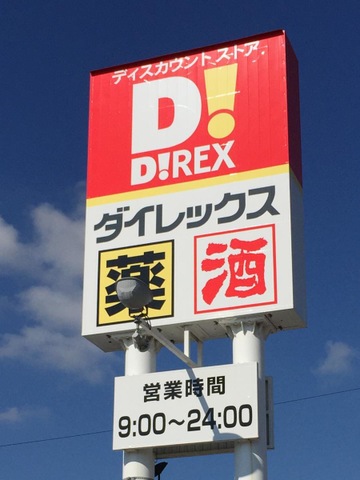 ディスカウント ストア
D!
D!REX
ダイレックス
薬 酒
営業時間
9:00～24:00